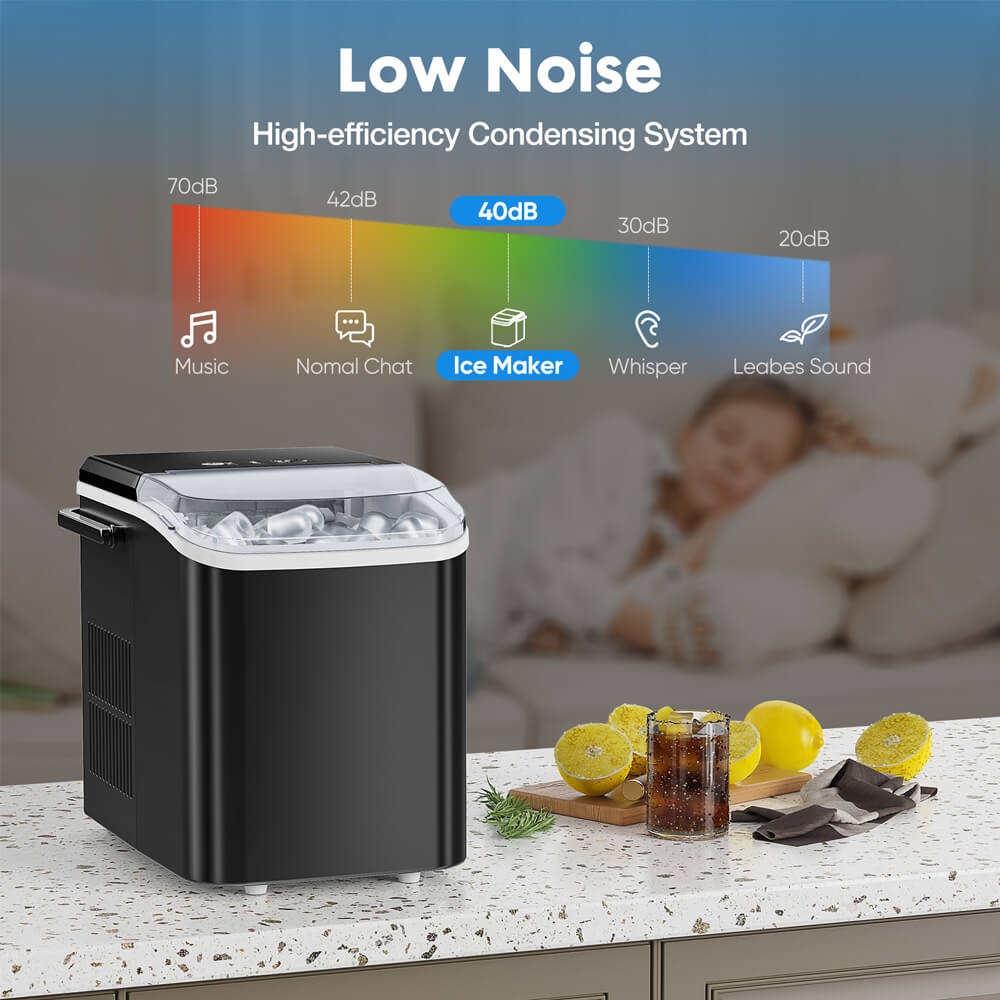 Low Noise
High-efficiency Condensing System
70dB
42dB
40dB
30dB
20dB
Music
Nomal Chat
Ice Maker
Whisper
Leabes Sound